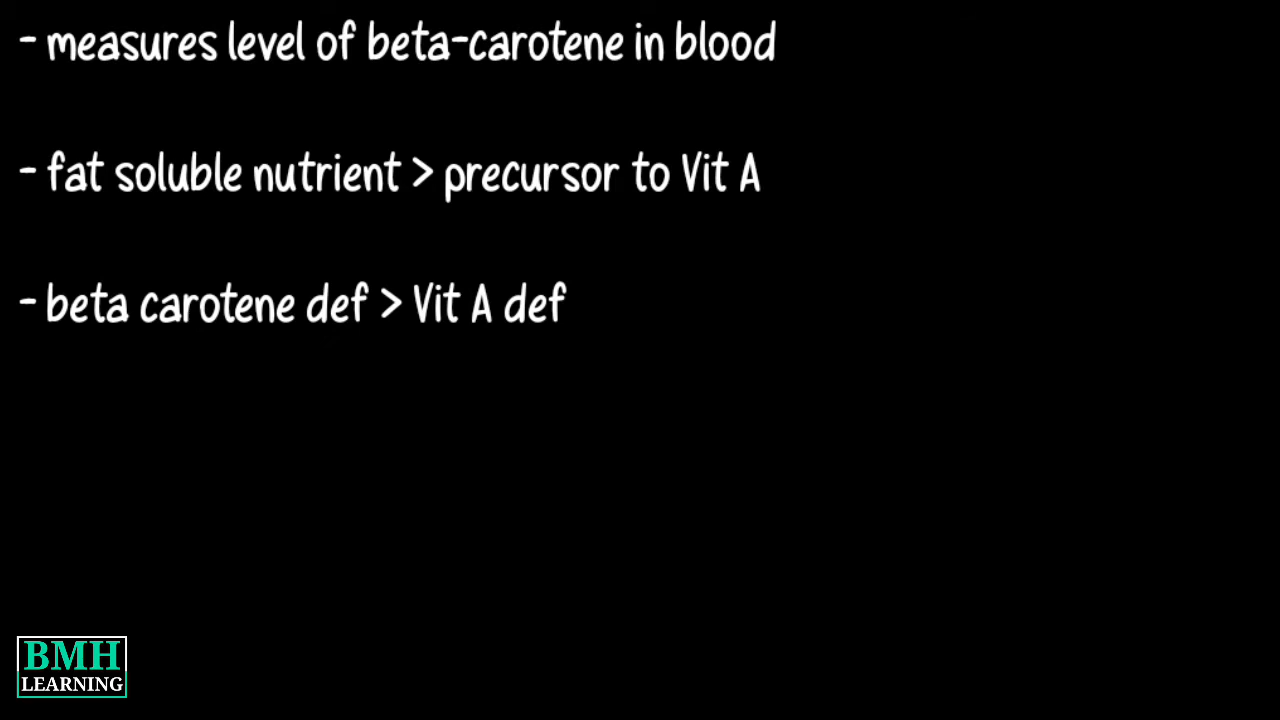 - measures level of beta-carotene in blood
- fat soluble nutrient > precursor to Vit A
- beta carotene def > Vit A def
BMH
LEARNING